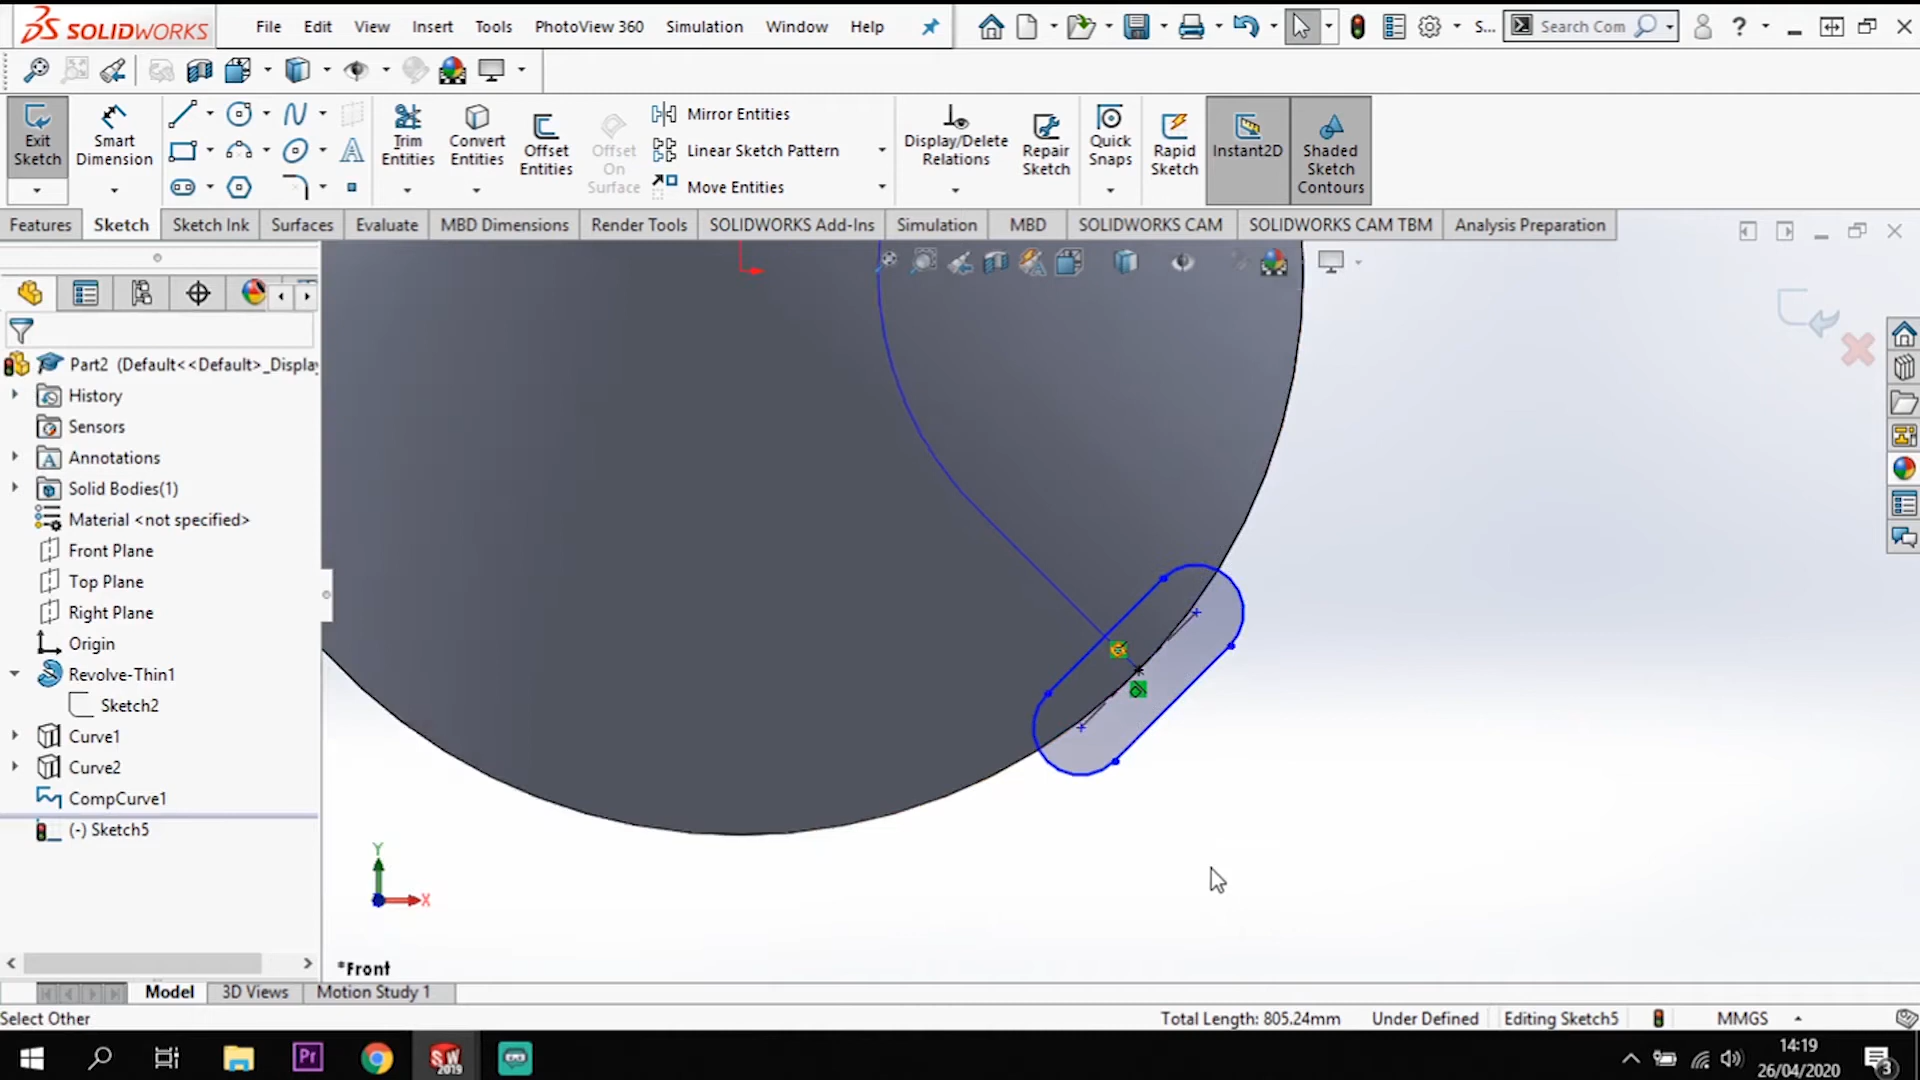 SOLIDWORKS File Edit View Insert Tools PhotoView 360 Simulation Window Help S... Search Com ?
Exit Sketch
Smart Dimension
Trim Entities
Convert Entities
Offset Entities
Offset On Surface
Mirror Entities
Linear Sketch Pattern
Move Entities
Display/Delete Relations
Repair Sketch
Quick Snaps
Rapid Sketch
Instant2D
Shaded Sketch Contours
Features Sketch Sketch Ink Surfaces Evaluate MBD Dimensions Render Tools SOLIDWORKS Add-Ins Simulation MBD SOLIDWORKS CAM SOLIDWORKS CAM TBM Analysis Preparation
Part2 (Default<<Default>_Display
History
Sensors
Annotations
Solid Bodies(1)
Material <not specified>
Front Plane
Top Plane
Right Plane
Origin
Revolve-Thin1
Sketch2
Curve1
Curve2
CompCurve1
(-) Sketch5
Y
X
*Front
Model 3D Views Motion Study 1
Select Other Total Length: 805.24mm Under Defined Editing Sketch5 MMGS
Pr SW 2019 14:19
26/04/2020 3